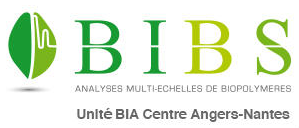 BIBS
ANALYSES MULTI-ECHELLES DE BIOPOLYMERES
Unité BIA Centre Angers-Nantes